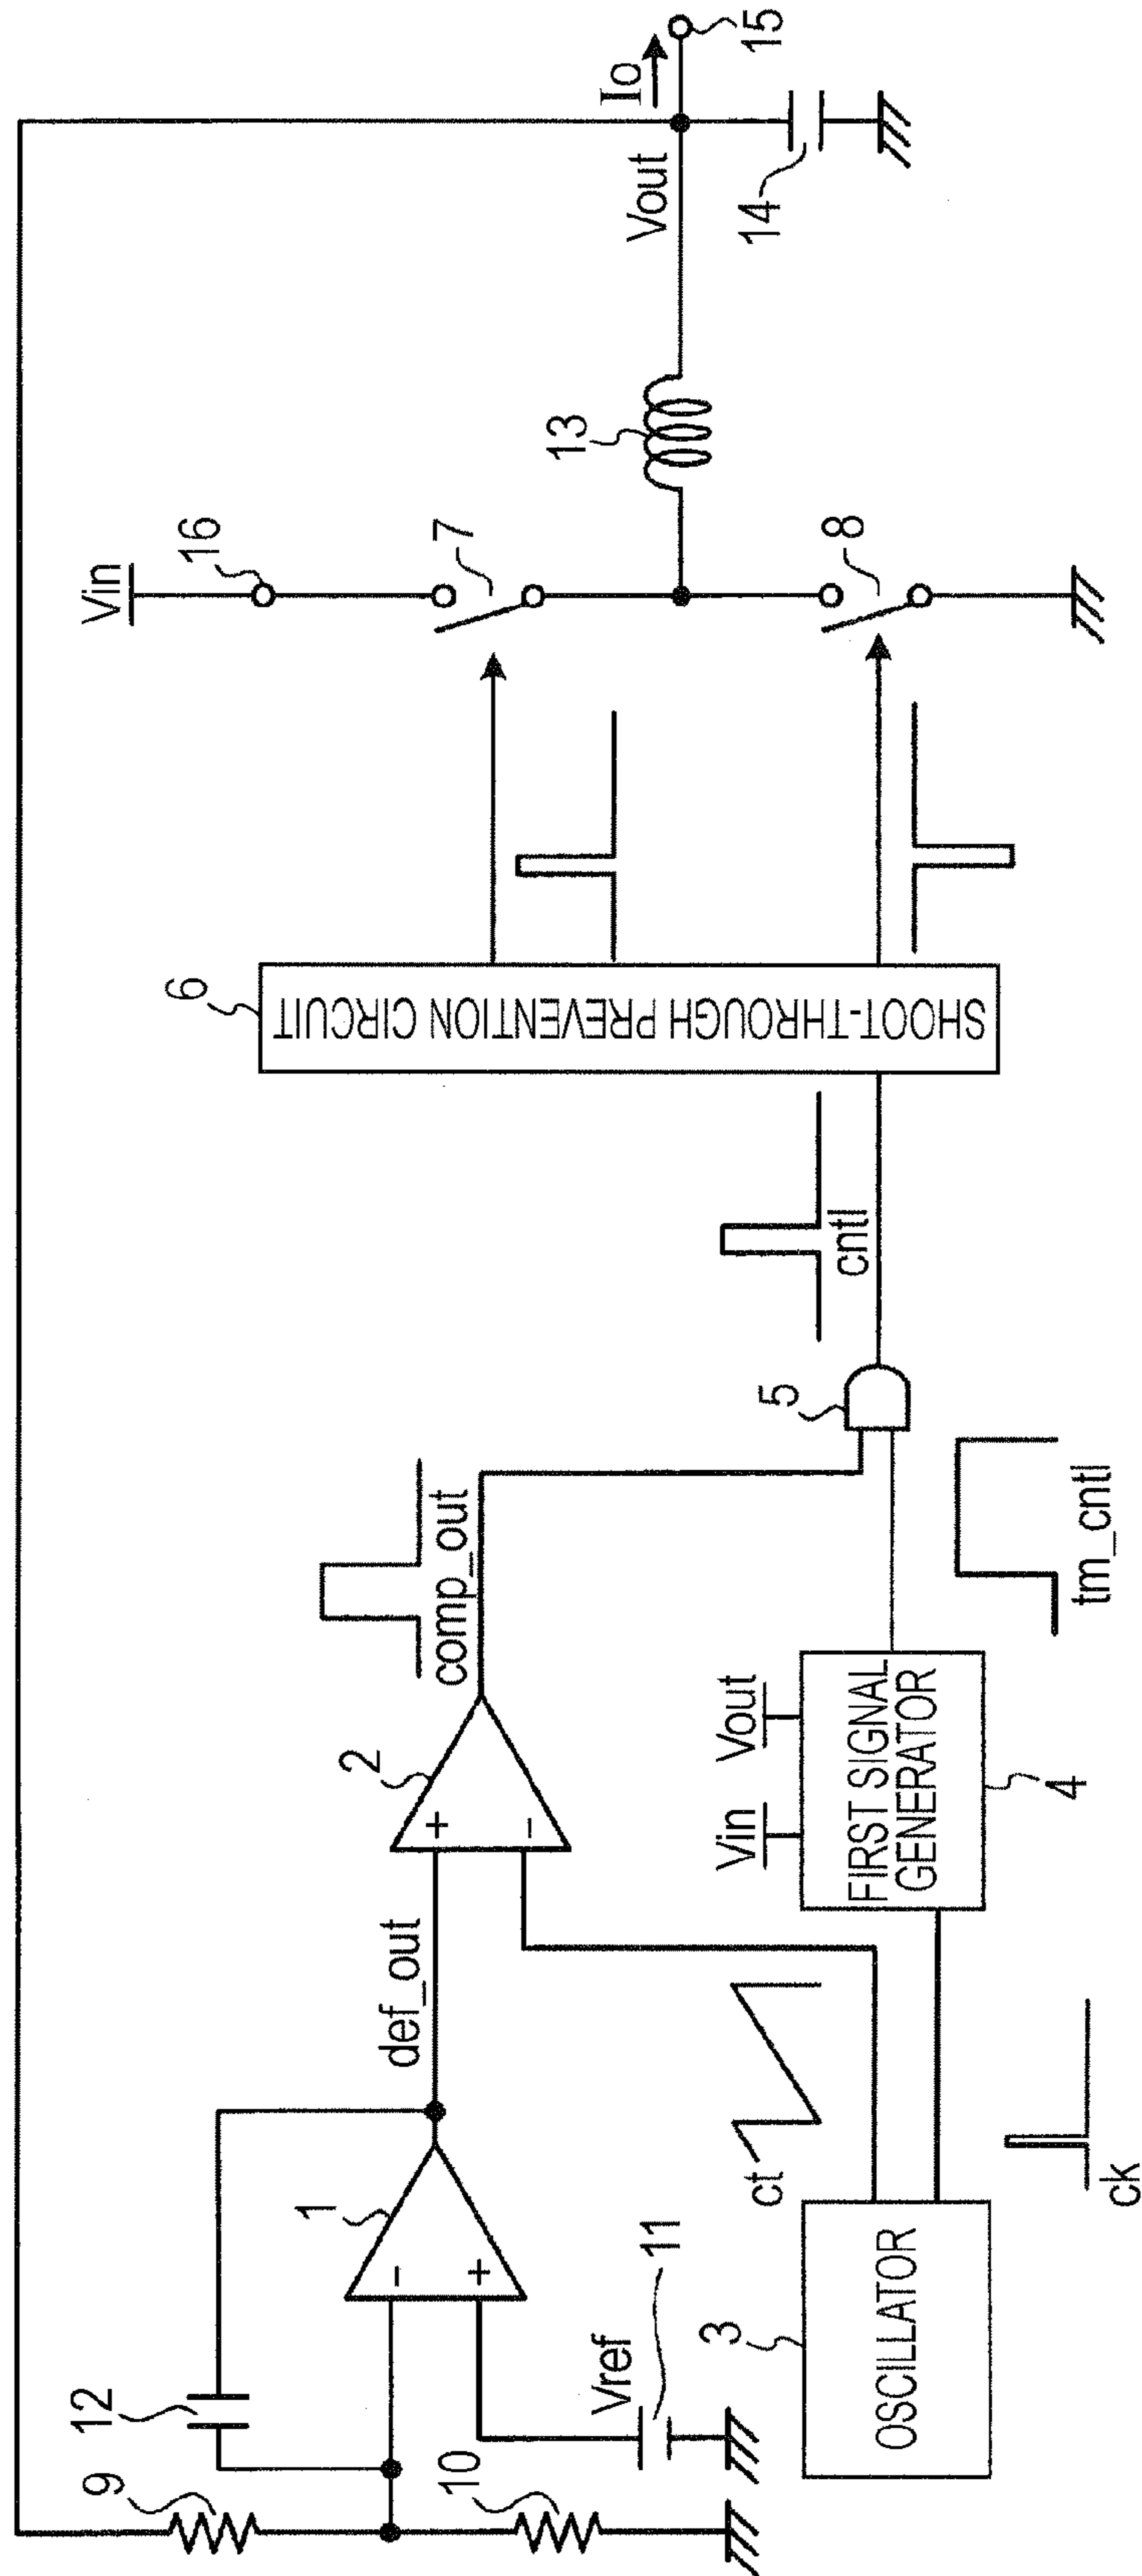 Vin
16
7
8
13
Vout
Io
15
14
6
SHOOT-THROUGH PREVENTION CIRCUIT
cntl
5
comp_out
2
+
-
def_out
12
9
10
1
-
+
Vref
11
ct
ck
3
OSCILLATOR
Vin
Vout
FIRST SIGNAL
GENERATOR
4
tm_cntl